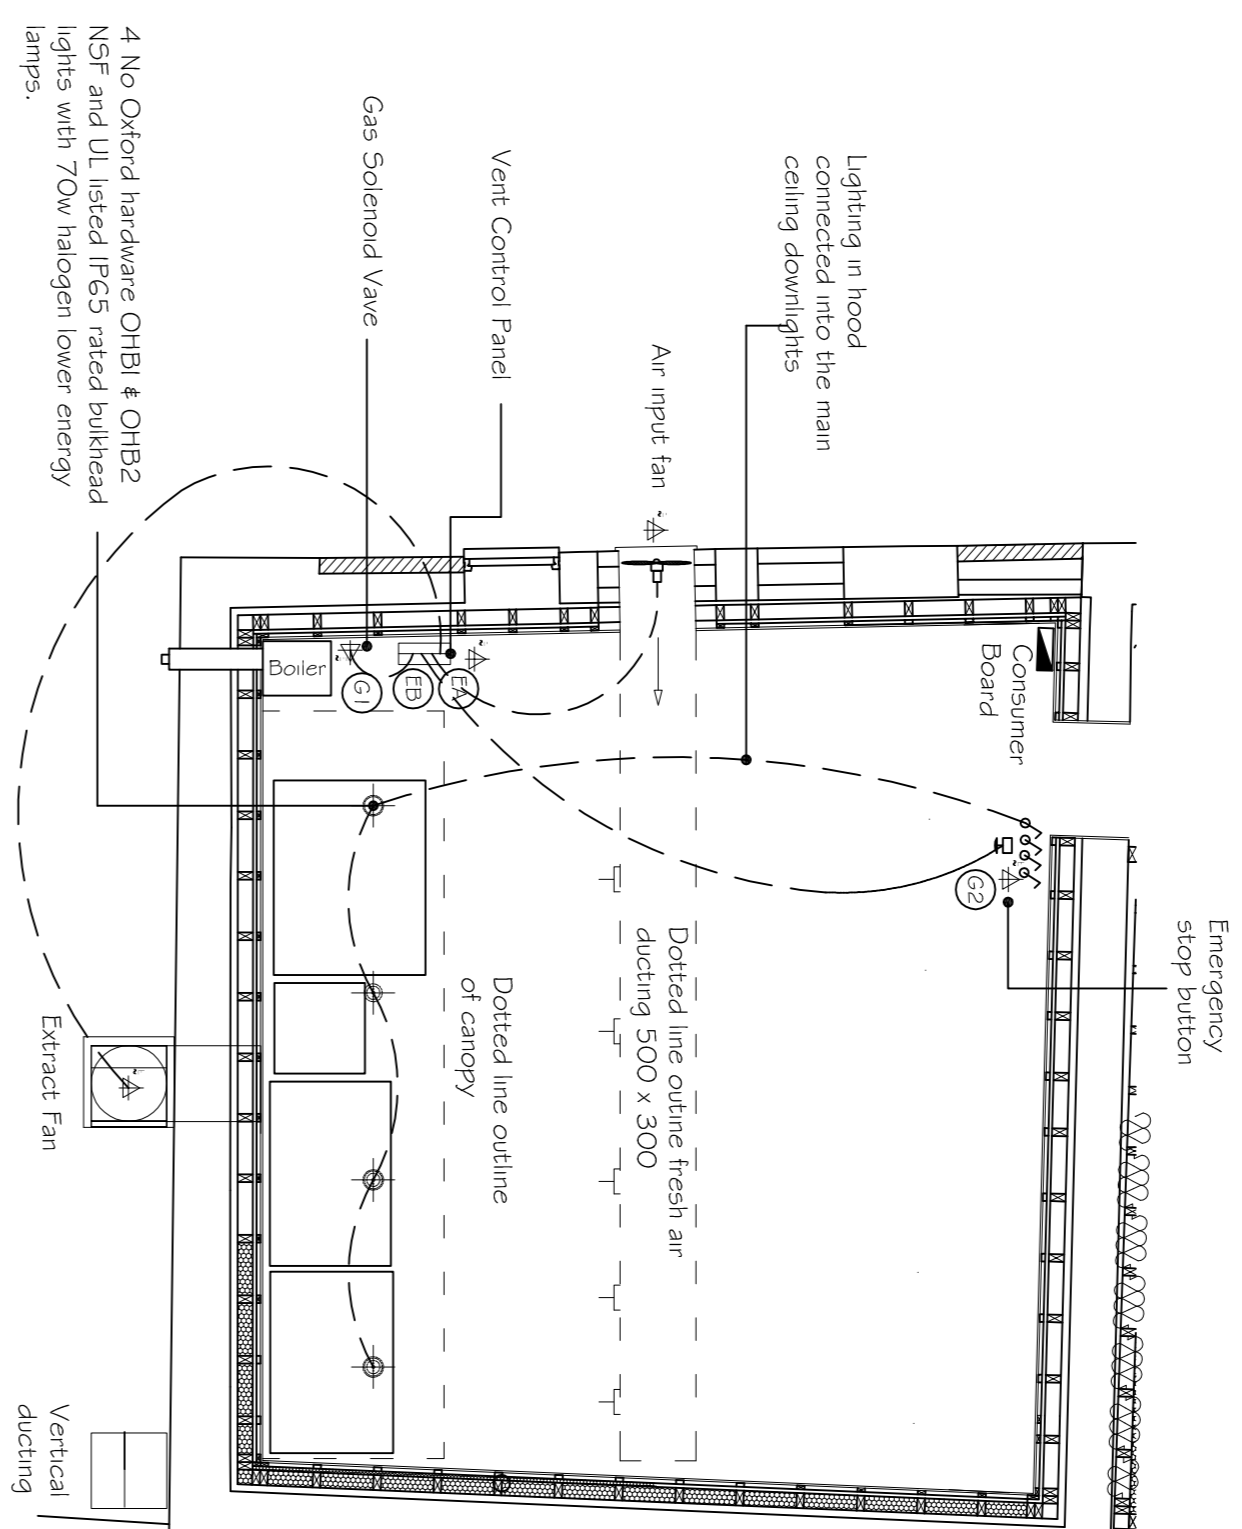 4 No Oxford hardware OHB1 & OHB2
NSF and UL listed IP65 rated bulkhead
lights with 70w halogen lower energy
lamps.
Gas Solenoid Vave
Vent Control Panel
Air input fan
Lighting in hood
connected into the main
ceiling downlights
Consumer
Board
Boiler
G1
EB
EA
G2
Emergency
stop button
Dotted line outine fresh air
ducting 500 x 300
Dotted line outline
of canopy
Extract Fan
Vertical
ducting